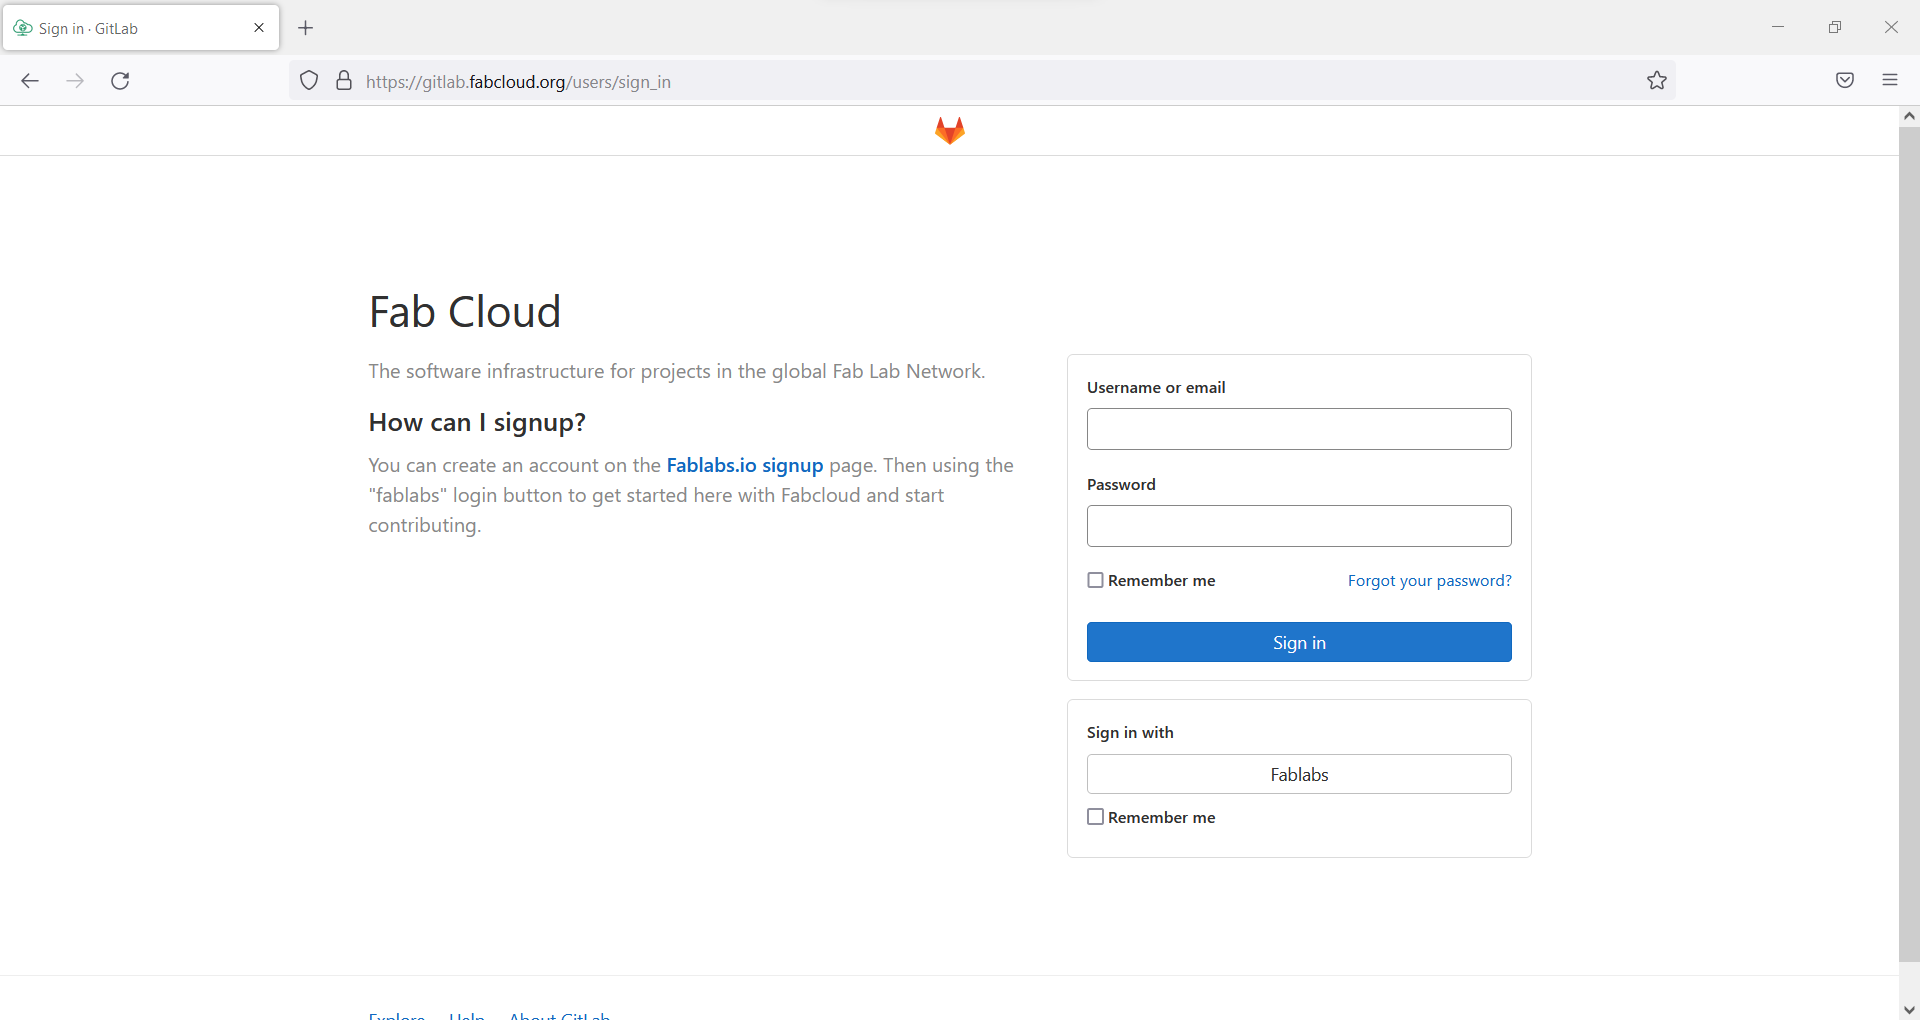 Sign in · GitLab
https://gitlab.fabcloud.org/users/sign_in
Fab Cloud
The software infrastructure for projects in the global Fab Lab Network.
How can I signup?
You can create an account on the Fablabs.io signup page. Then using the
"fablabs" login button to get started here with Fabcloud and start
contributing.
Username or email
Password
Remember me
Forgot your password?
Sign in
Sign in with
Fablabs
Remember me
Explore Help About GitLab